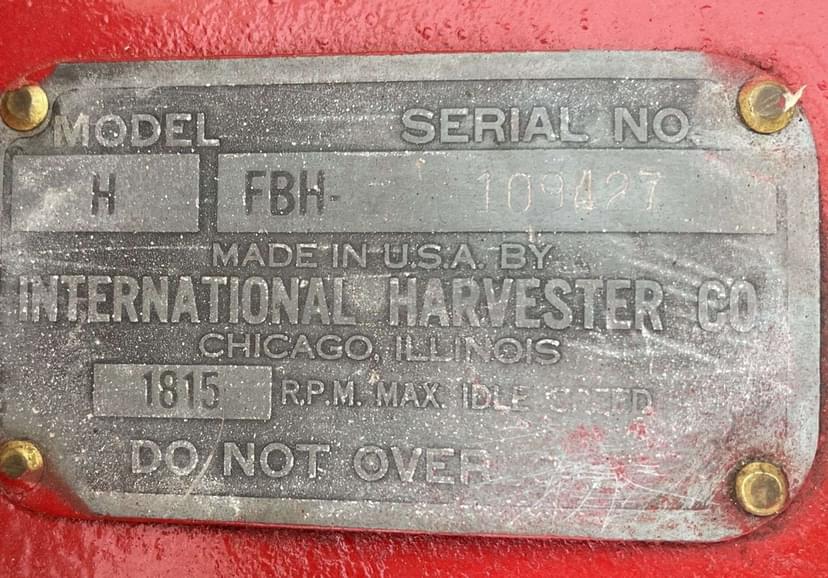 MODEL SERIAL NO.
H FBH- 109427
MADE IN U.S.A. BY
INTERNATIONAL HARVESTER CO.
CHICAGO, ILLINOIS
1815 R.P.M. MAX. IDLE SPEED
DO NOT OVER